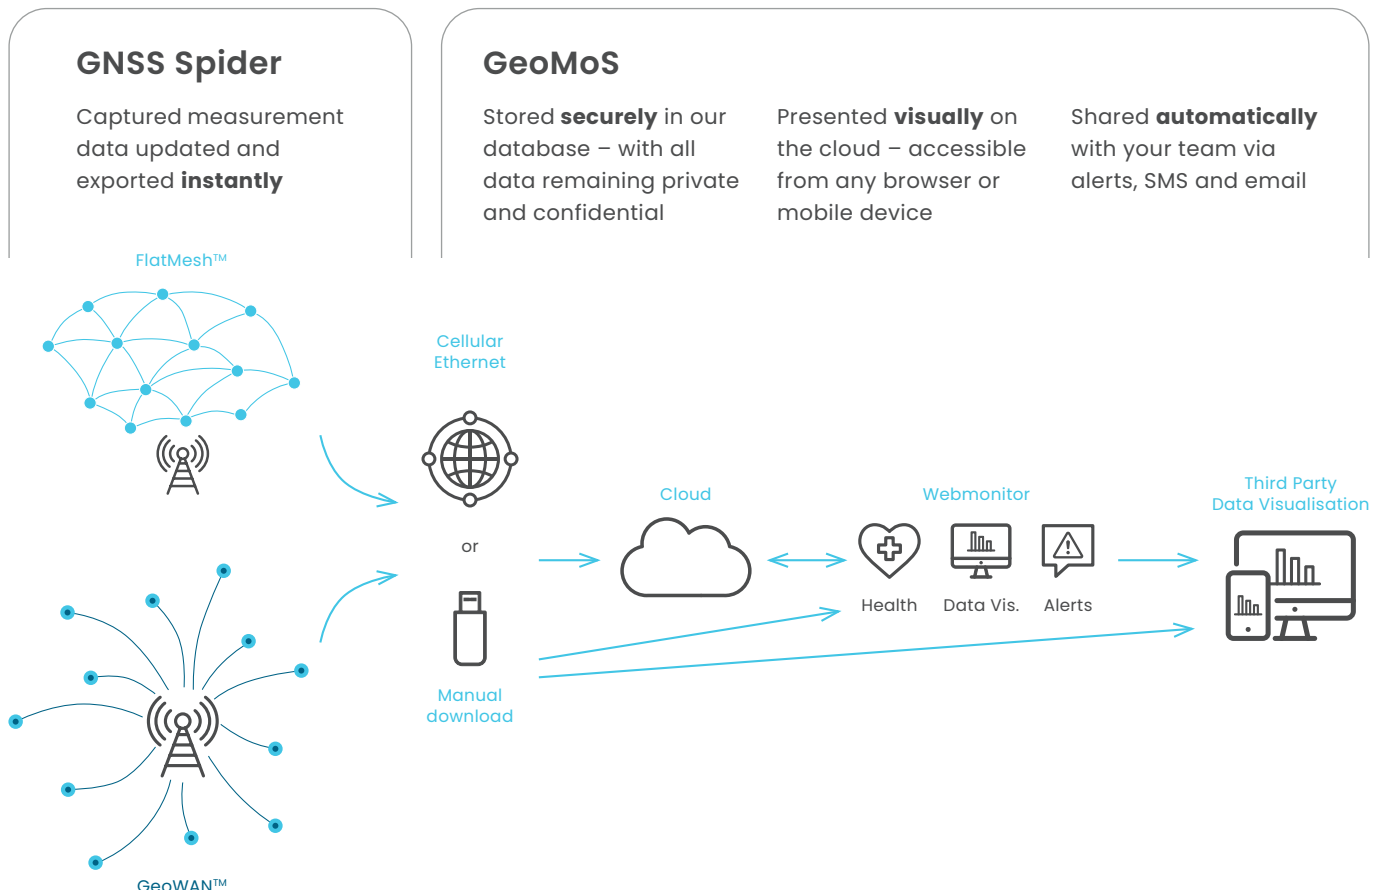 GNSS Spider
Captured measurement
data updated and
exported instantly
GeoMoS
Stored securely in our
database – with all
data remaining private
and confidential
Presented visually on
the cloud – accessible
from any browser or
mobile device
Shared automatically
with your team via
alerts, SMS and email
FlatMesh™
Cellular
Ethernet
or
Manual
download
Cloud
Webmonitor
Health
Data Vis.
Alerts
Third Party
Data Visualisation
GeoWAN™